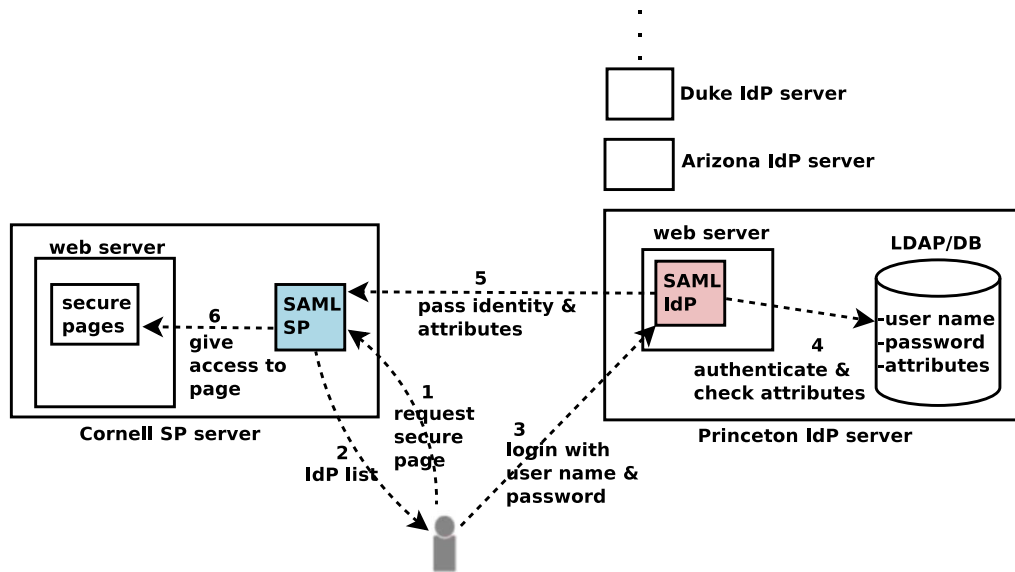 Duke IdP server
Arizona IdP server
web server
secure
pages
SAML
SP
6
give
access to
page
Cornell SP server
5
pass identity &
attributes
web server
SAML
IdP
LDAP/DB
-user name
-password
-attributes
4
authenticate &
check attributes
Princeton IdP server
1
request
secure
page
2
IdP list
3
login with
user name &
password